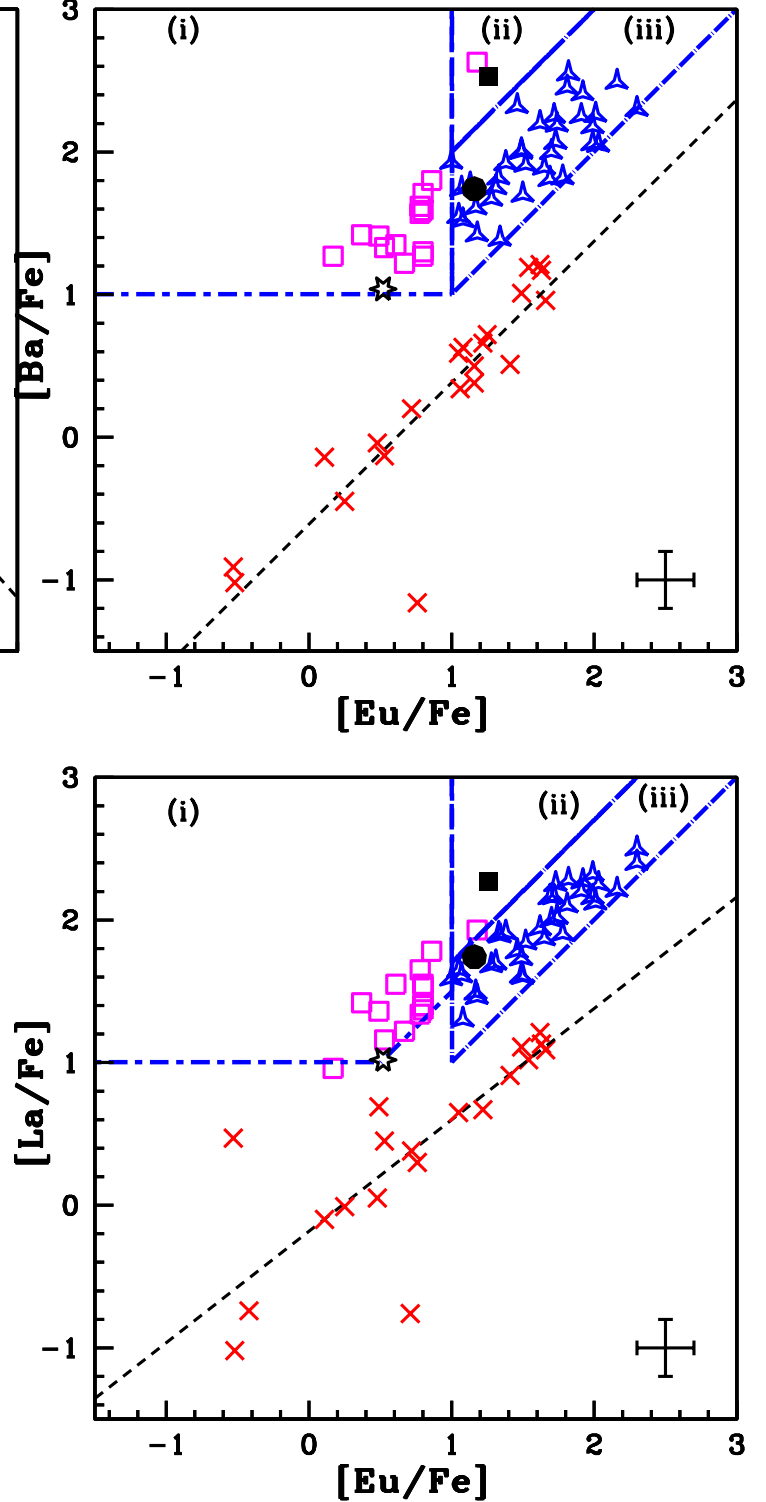 3
2
1
0
−1
[Ba/Fe]
(i) (ii) (iii)
−1 0 1 2 3
[Eu/Fe]
3
2
1
0
−1
[La/Fe]
(i) (ii) (iii)
−1 0 1 2 3
[Eu/Fe]